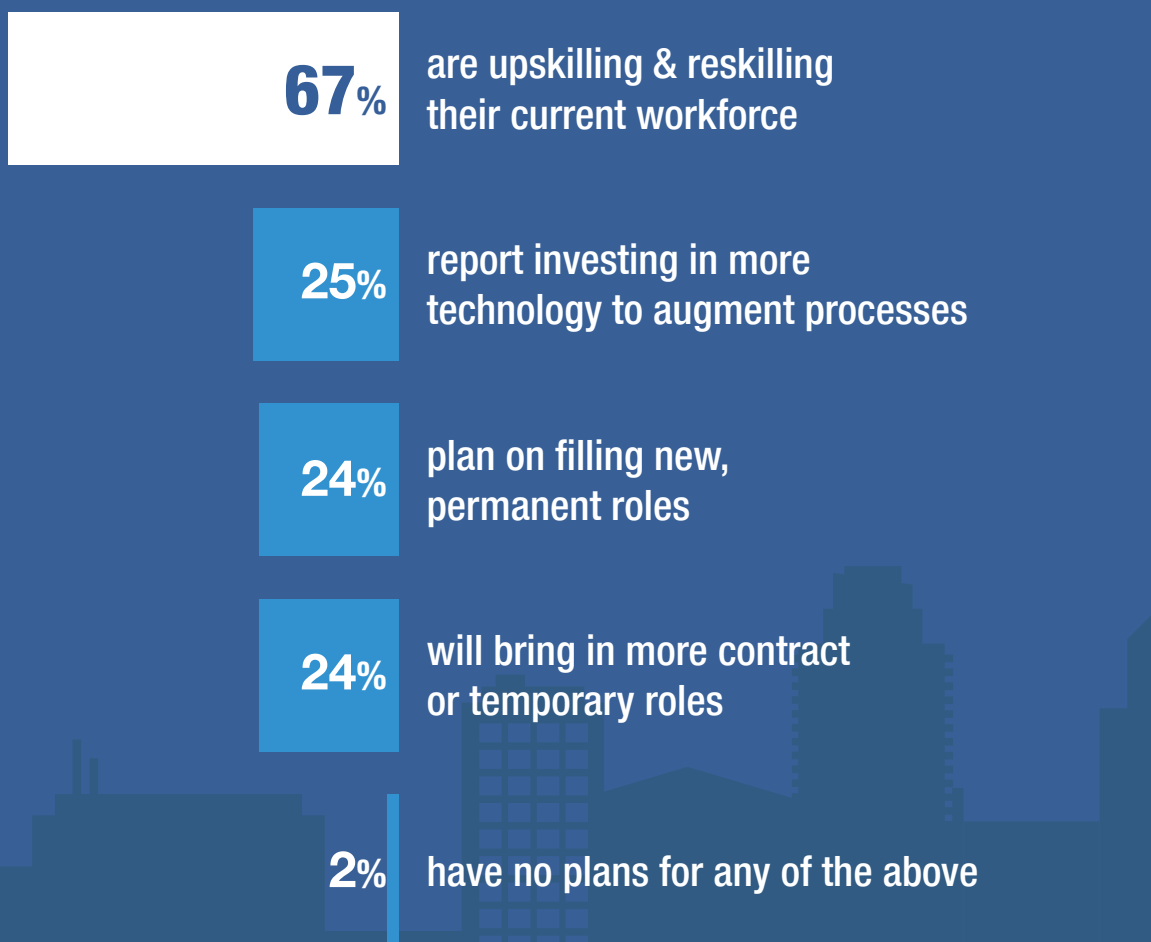 67%
are upskilling & reskilling
their current workforce
25%
report investing in more
technology to augment processes
24%
plan on filling new,
permanent roles
24%
will bring in more contract
or temporary roles
2%
have no plans for any of the above